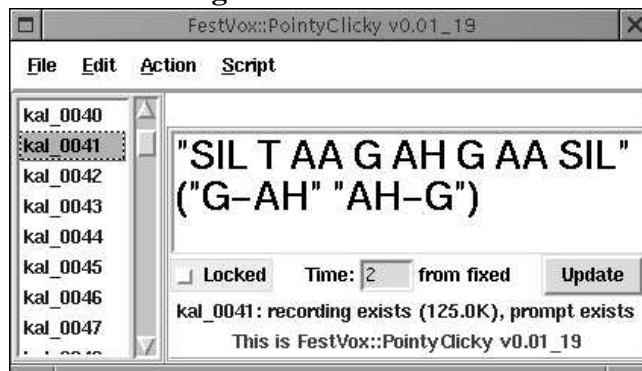 FestVox::PointyClicky v0.01_19
File Edit Action Script
kal_0040
kal_0041
kal_0042
kal_0043
kal_0044
kal_0045
kal_0046
kal_0047
"SIL T AA G AH G AA SIL"
("G-AH" "AH-G")
Locked Time: 2 from fixed Update
kal_0041: recording exists (125.0K), prompt exists
This is FestVox::PointyClicky v0.01_19